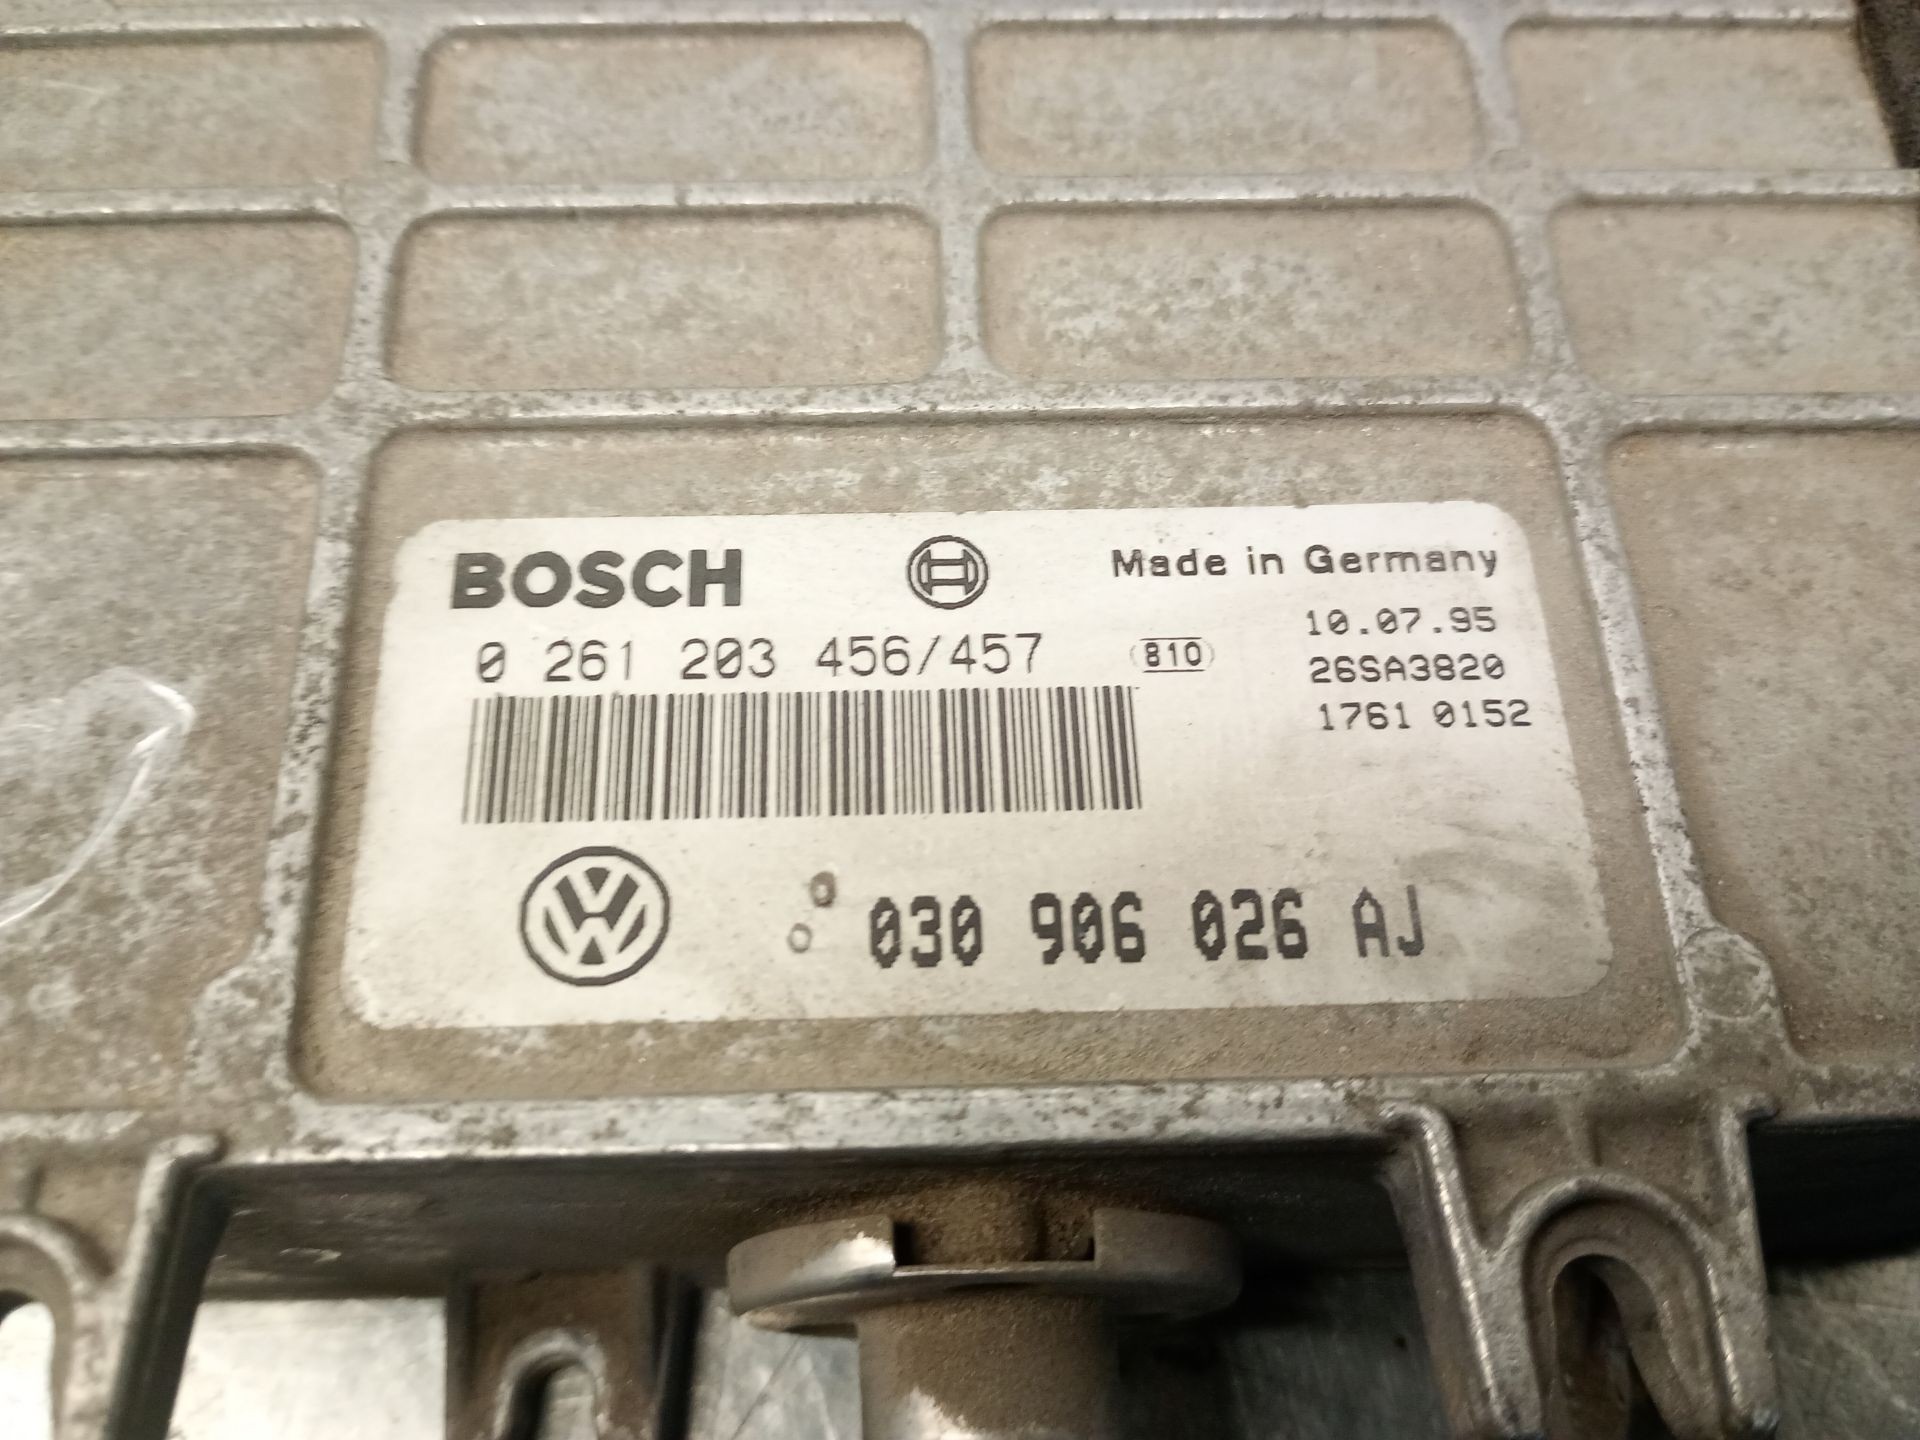 BOSCH
Made in Germany
0 261 203 456/457
810
10.07.95
26SA3820
1761 0152
030 906 026 AJ